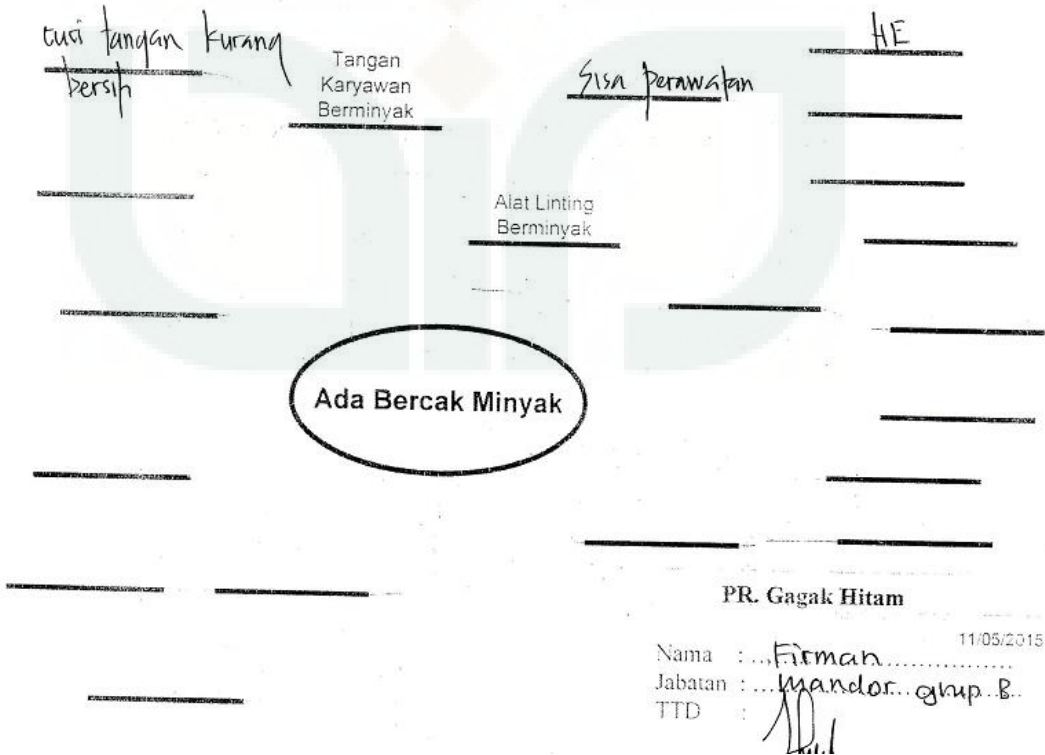 cuci tangan kurang
bersih
Tangan
Karyawan
Berminyak
Sisa perawatan
HE
Alat Linting
Berminyak
Ada Bercak Minyak
PR. Gagak Hitam
11/05/2015
Nama : Firman
Jabatan : Mandor grup B
TTD :